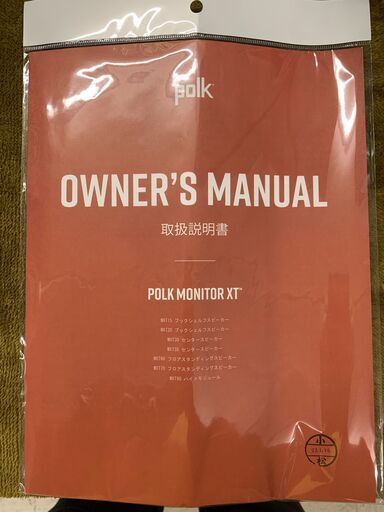 polk
OWNER'S MANUAL
取扱説明書
POLK MONITOR XT™
MXT15 ブックシェルフスピーカー
MXT20 ブックシェルフスピーカー
MXT30 センタースピーカー
MXT35 センタースピーカー
MXT60 フロアスタンディングスピーカー
MXT70 フロアスタンディングスピーカー
MXT90 ハイトモジュール
小
松